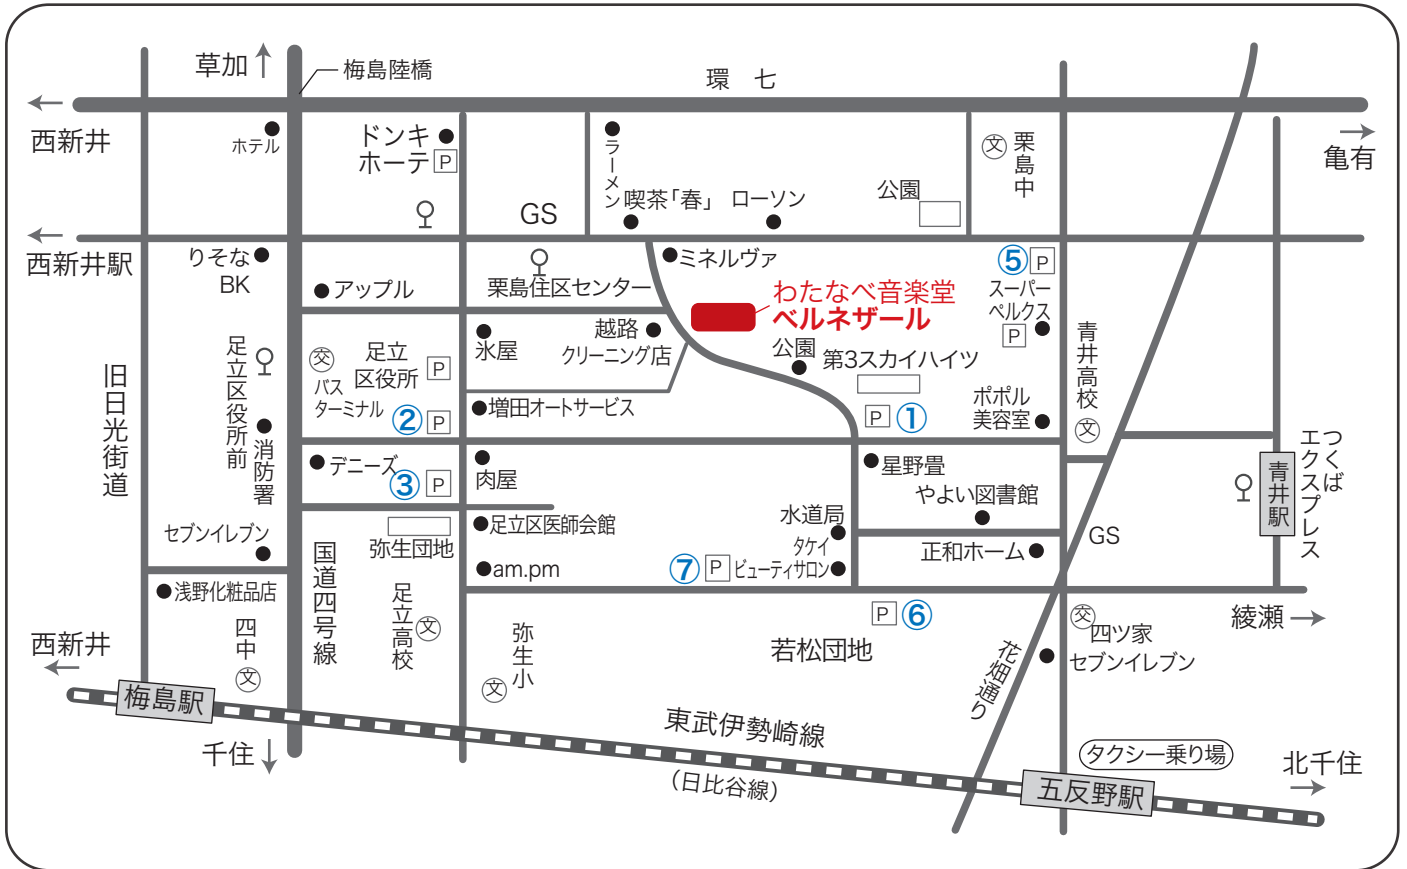 草加
梅島陸橋
環 七
西新井
ホテル
ドンキ
ホーテ
P
ラーメン
喫茶「春」
ローソン
公園
文
栗島中
亀有
GS
西新井駅
りそな
BK
アップル
栗島住区センター
ミネルヴァ
⑤
P
スーパー
ベルクス
P
わたなべ音楽堂
ベルネザール
氷屋
越路
クリーニング店
公園
第3スカイハイツ
青井高校
文
旧日光街道
足立区役所前
交
バス
ターミナル
足立
区役所
P
②
P
増田オートサービス
P
①
ポポル
美容室
消防署
デニーズ
③
P
肉屋
星野畳
やよい図書館
つくば
エクスプレス
青井駅
セブンイレブン
国道四号線
弥生団地
足立区医師会館
水道局
タケイ
ビューティサロン
⑦
P
正和ホーム
GS
am.pm
浅野化粧品店
足立高校
文
P
⑥
若松団地
交
四ツ家
セブンイレブン
綾瀬
西新井
四中
文
弥生小
文
花畑通り
梅島駅
東武伊勢崎線
(日比谷線)
千住
タクシー乗り場
五反野駅
北千住